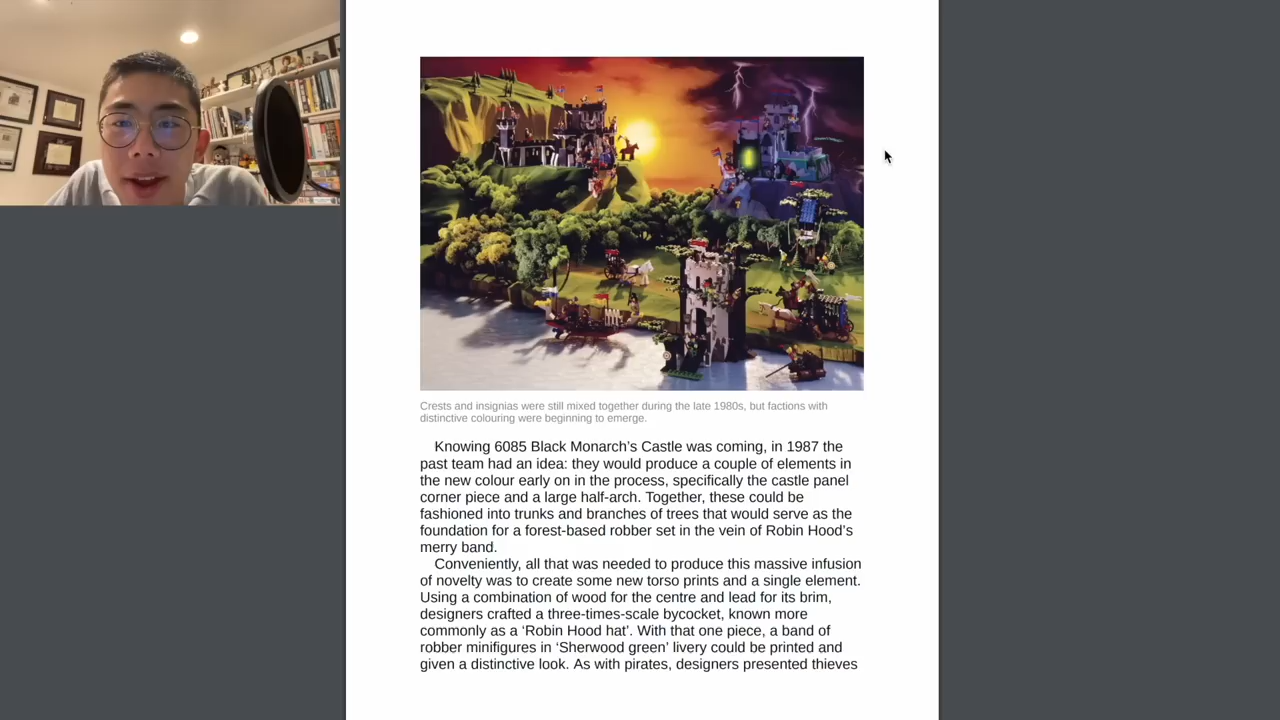 Crests and insignias were still mixed together during the late 1980s, but factions with
distinctive colouring were beginning to emerge.
Knowing 6085 Black Monarch’s Castle was coming, in 1987 the
past team had an idea: they would produce a couple of elements in
the new colour early on in the process, specifically the castle panel
corner piece and a large half-arch. Together, these could be
fashioned into trunks and branches of trees that would serve as the
foundation for a forest-based robber set in the vein of Robin Hood’s
merry band.
Conveniently, all that was needed to produce this massive infusion
of novelty was to create some new torso prints and a single element.
Using a combination of wood for the centre and lead for its brim,
designers crafted a three-times-scale bycocket, known more
commonly as a ‘Robin Hood hat’. With that one piece, a band of
robber minifigures in ‘Sherwood green’ livery could be printed and
given a distinctive look. As with pirates, designers presented thieves